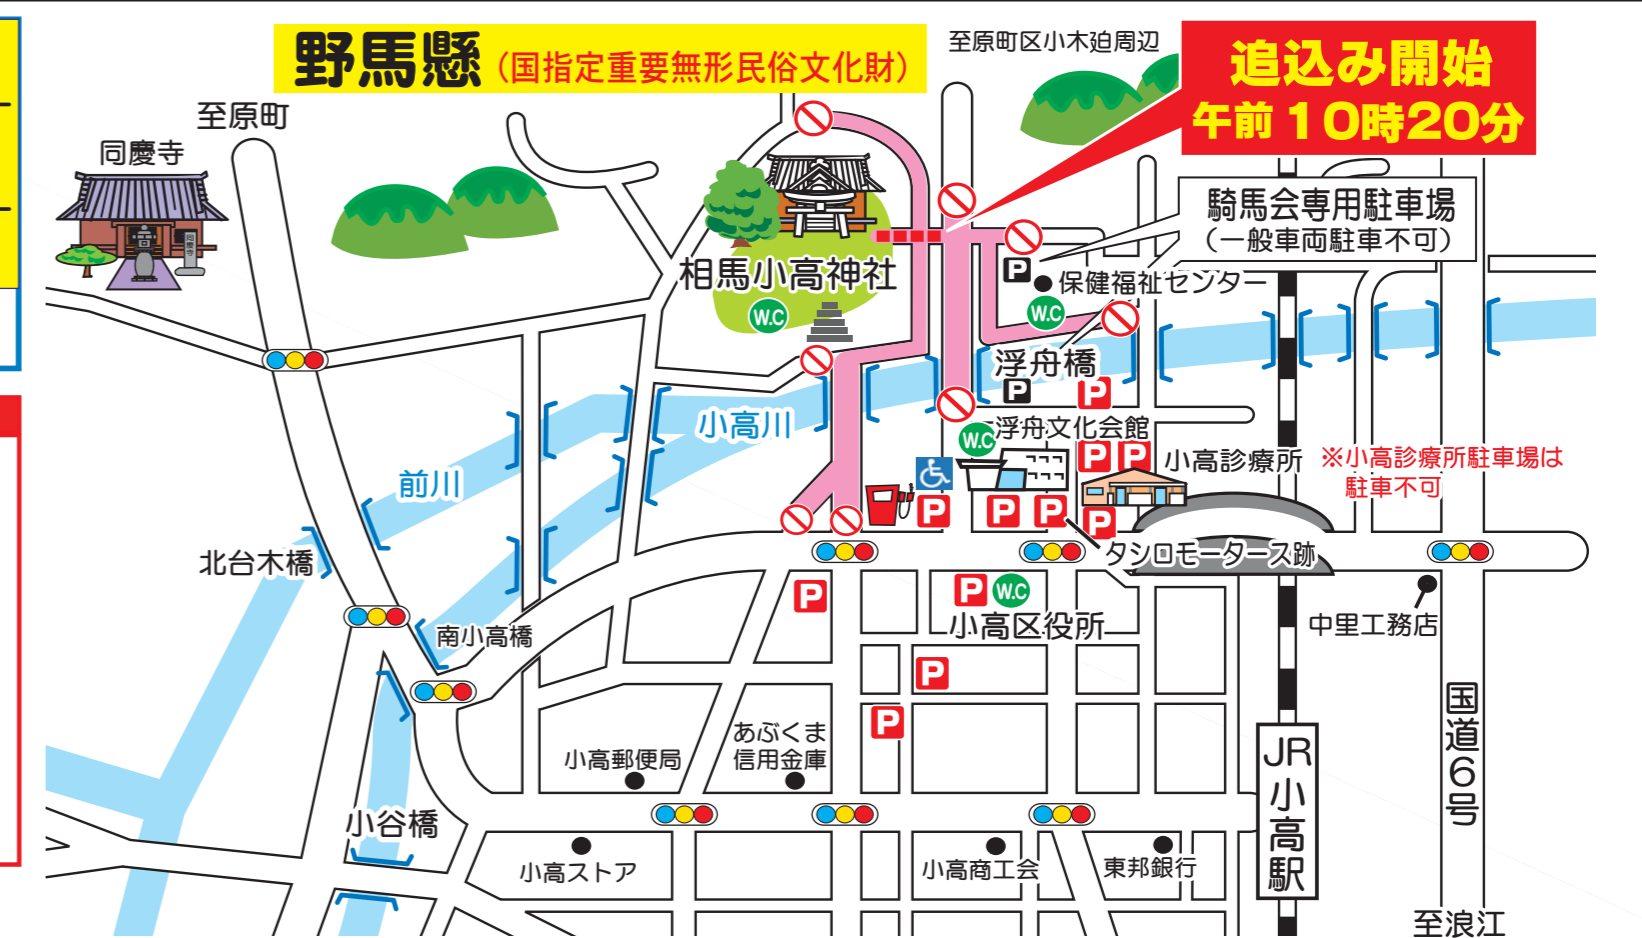 野馬懸（国指定重要無形民俗文化財）
至原町区小木廹周辺
追込み開始
午前10時20分
至原町
同慶寺
同慶寺
騎馬会専用駐車場
（一般車両駐車不可）
相馬小高神社
P
保健福祉センター
W.C
W.C
浮舟橋
P
P
小高川
W.C
浮舟文化会館
P
P
小高診療所
※小高診療所駐車場は
駐車不可
前川
P
P
P
P
北台木橋
タシロモータース跡
P
P
W.C
小高区役所
中里工務店
南小高橋
P
P
国道6号
あぶくま
信用金庫
小高郵便局
JR小高駅
小谷橋
小高ストア
小高商工会
東邦銀行
至浪江